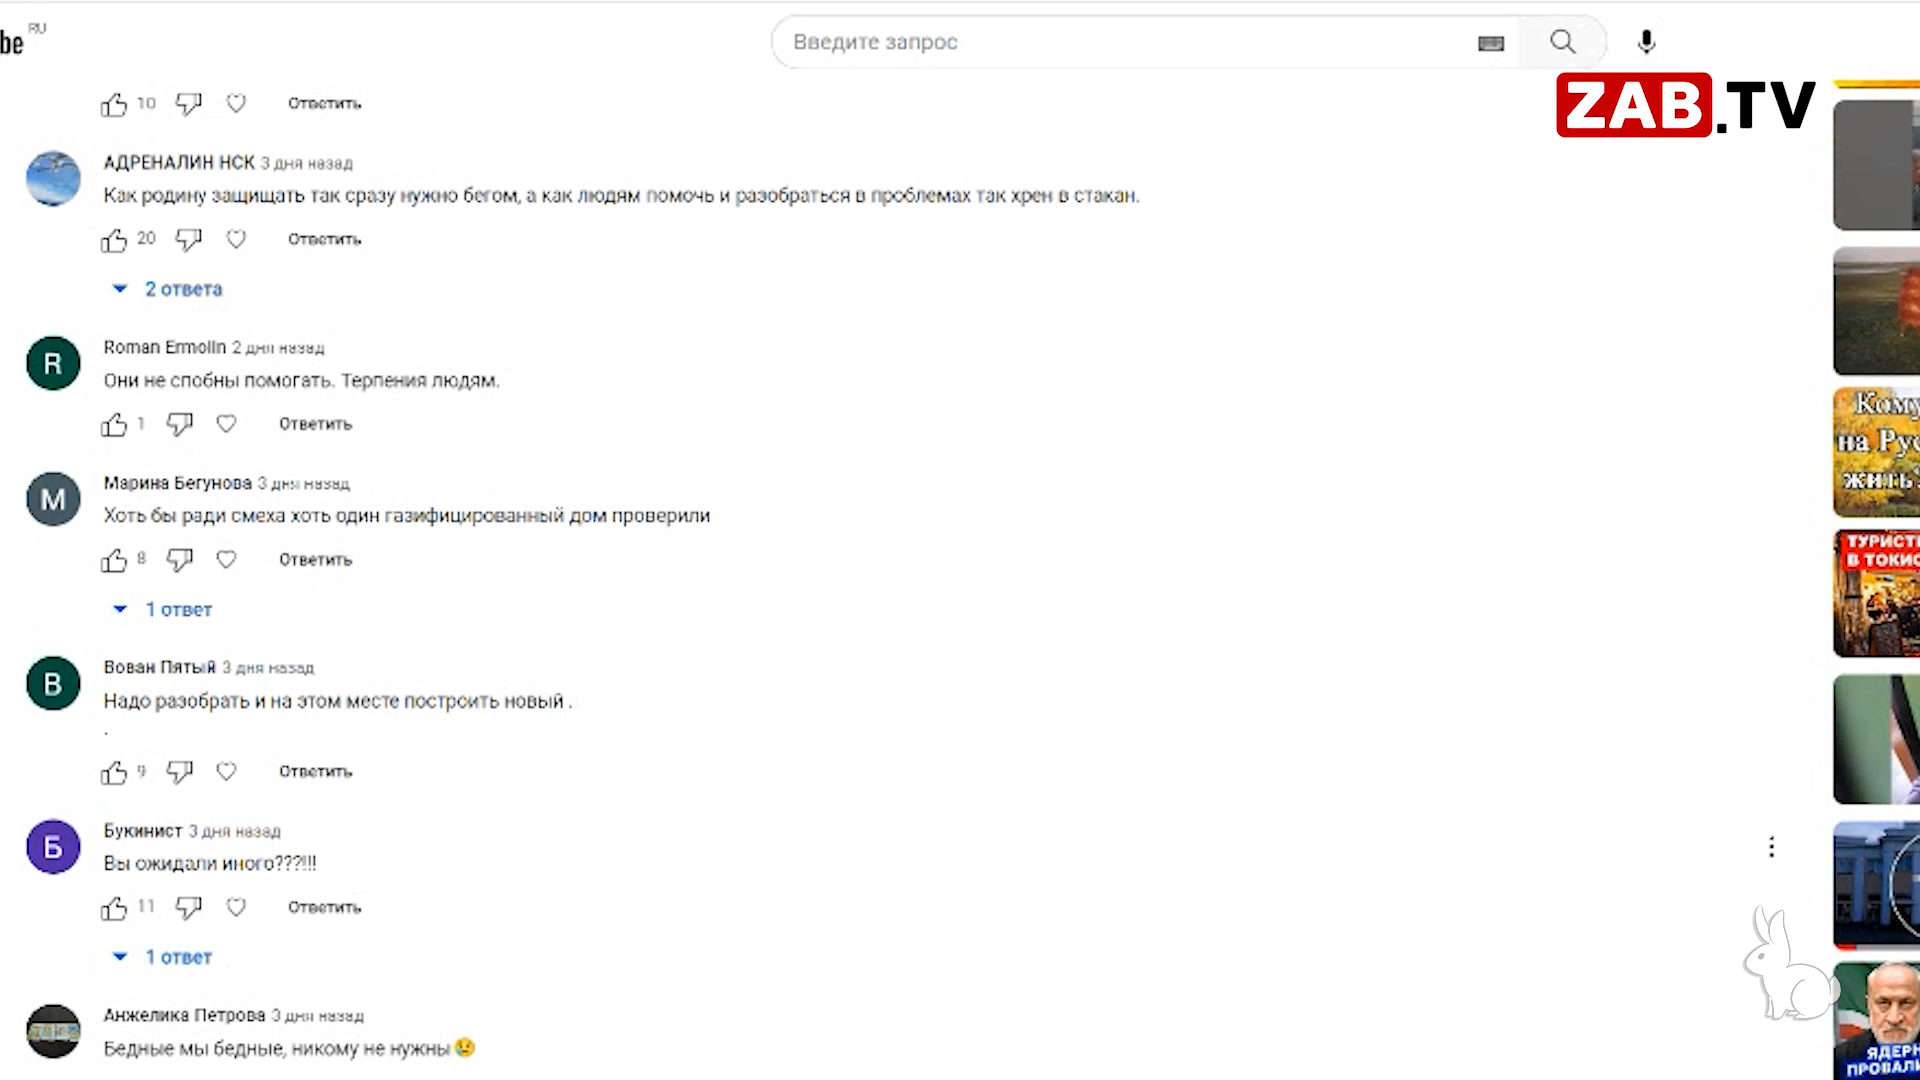 be RU
Введите запрос
ZAB.TV
10 Ответить
АДРЕНАЛИН НСК 3 дня назад
Как родину защищать так сразу нужно бегом, а как людям помочь и разобраться в проблемах так хрен в стакан.
20 Ответить
2 ответа
Roman Ermolin 2 дня назад
Они не спобны помогать. Терпения людям.
1 Ответить
Марина Бегунова 3 дня назад
Хоть бы ради смеха хоть один газифицированный дом проверили
8 Ответить
1 ответ
Вован Пятый 3 дня назад
Надо разобрать и на этом месте построить новый .
.
9 Ответить
Букинист 3 дня назад
Вы ожидали иного???!!!
11 Ответить
1 ответ
Анжелика Петрова 3 дня назад
Бедные мы бедные, никому не нужны😢
R
М
В
Б
Кому
на Рус
жить
ТУРИСТ
В ТОКИО
ЯДЕРН
ПРОВАЛИ